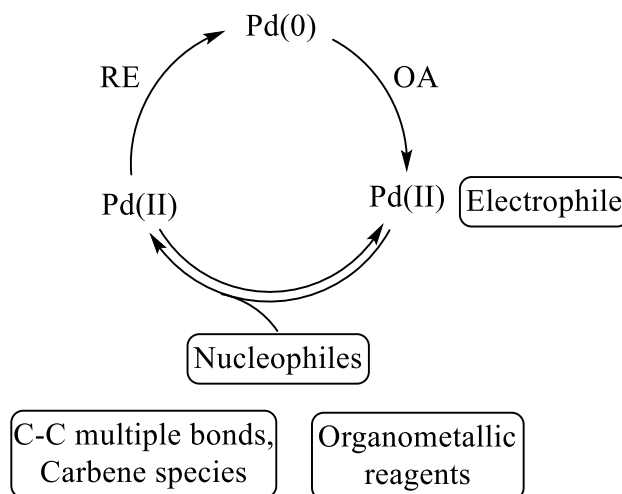 Pd(0)
RE
OA
Pd(II)
Pd(II)
Electrophile
Nucleophiles
C-C multiple bonds,
Carbene species
Organometallic
reagents